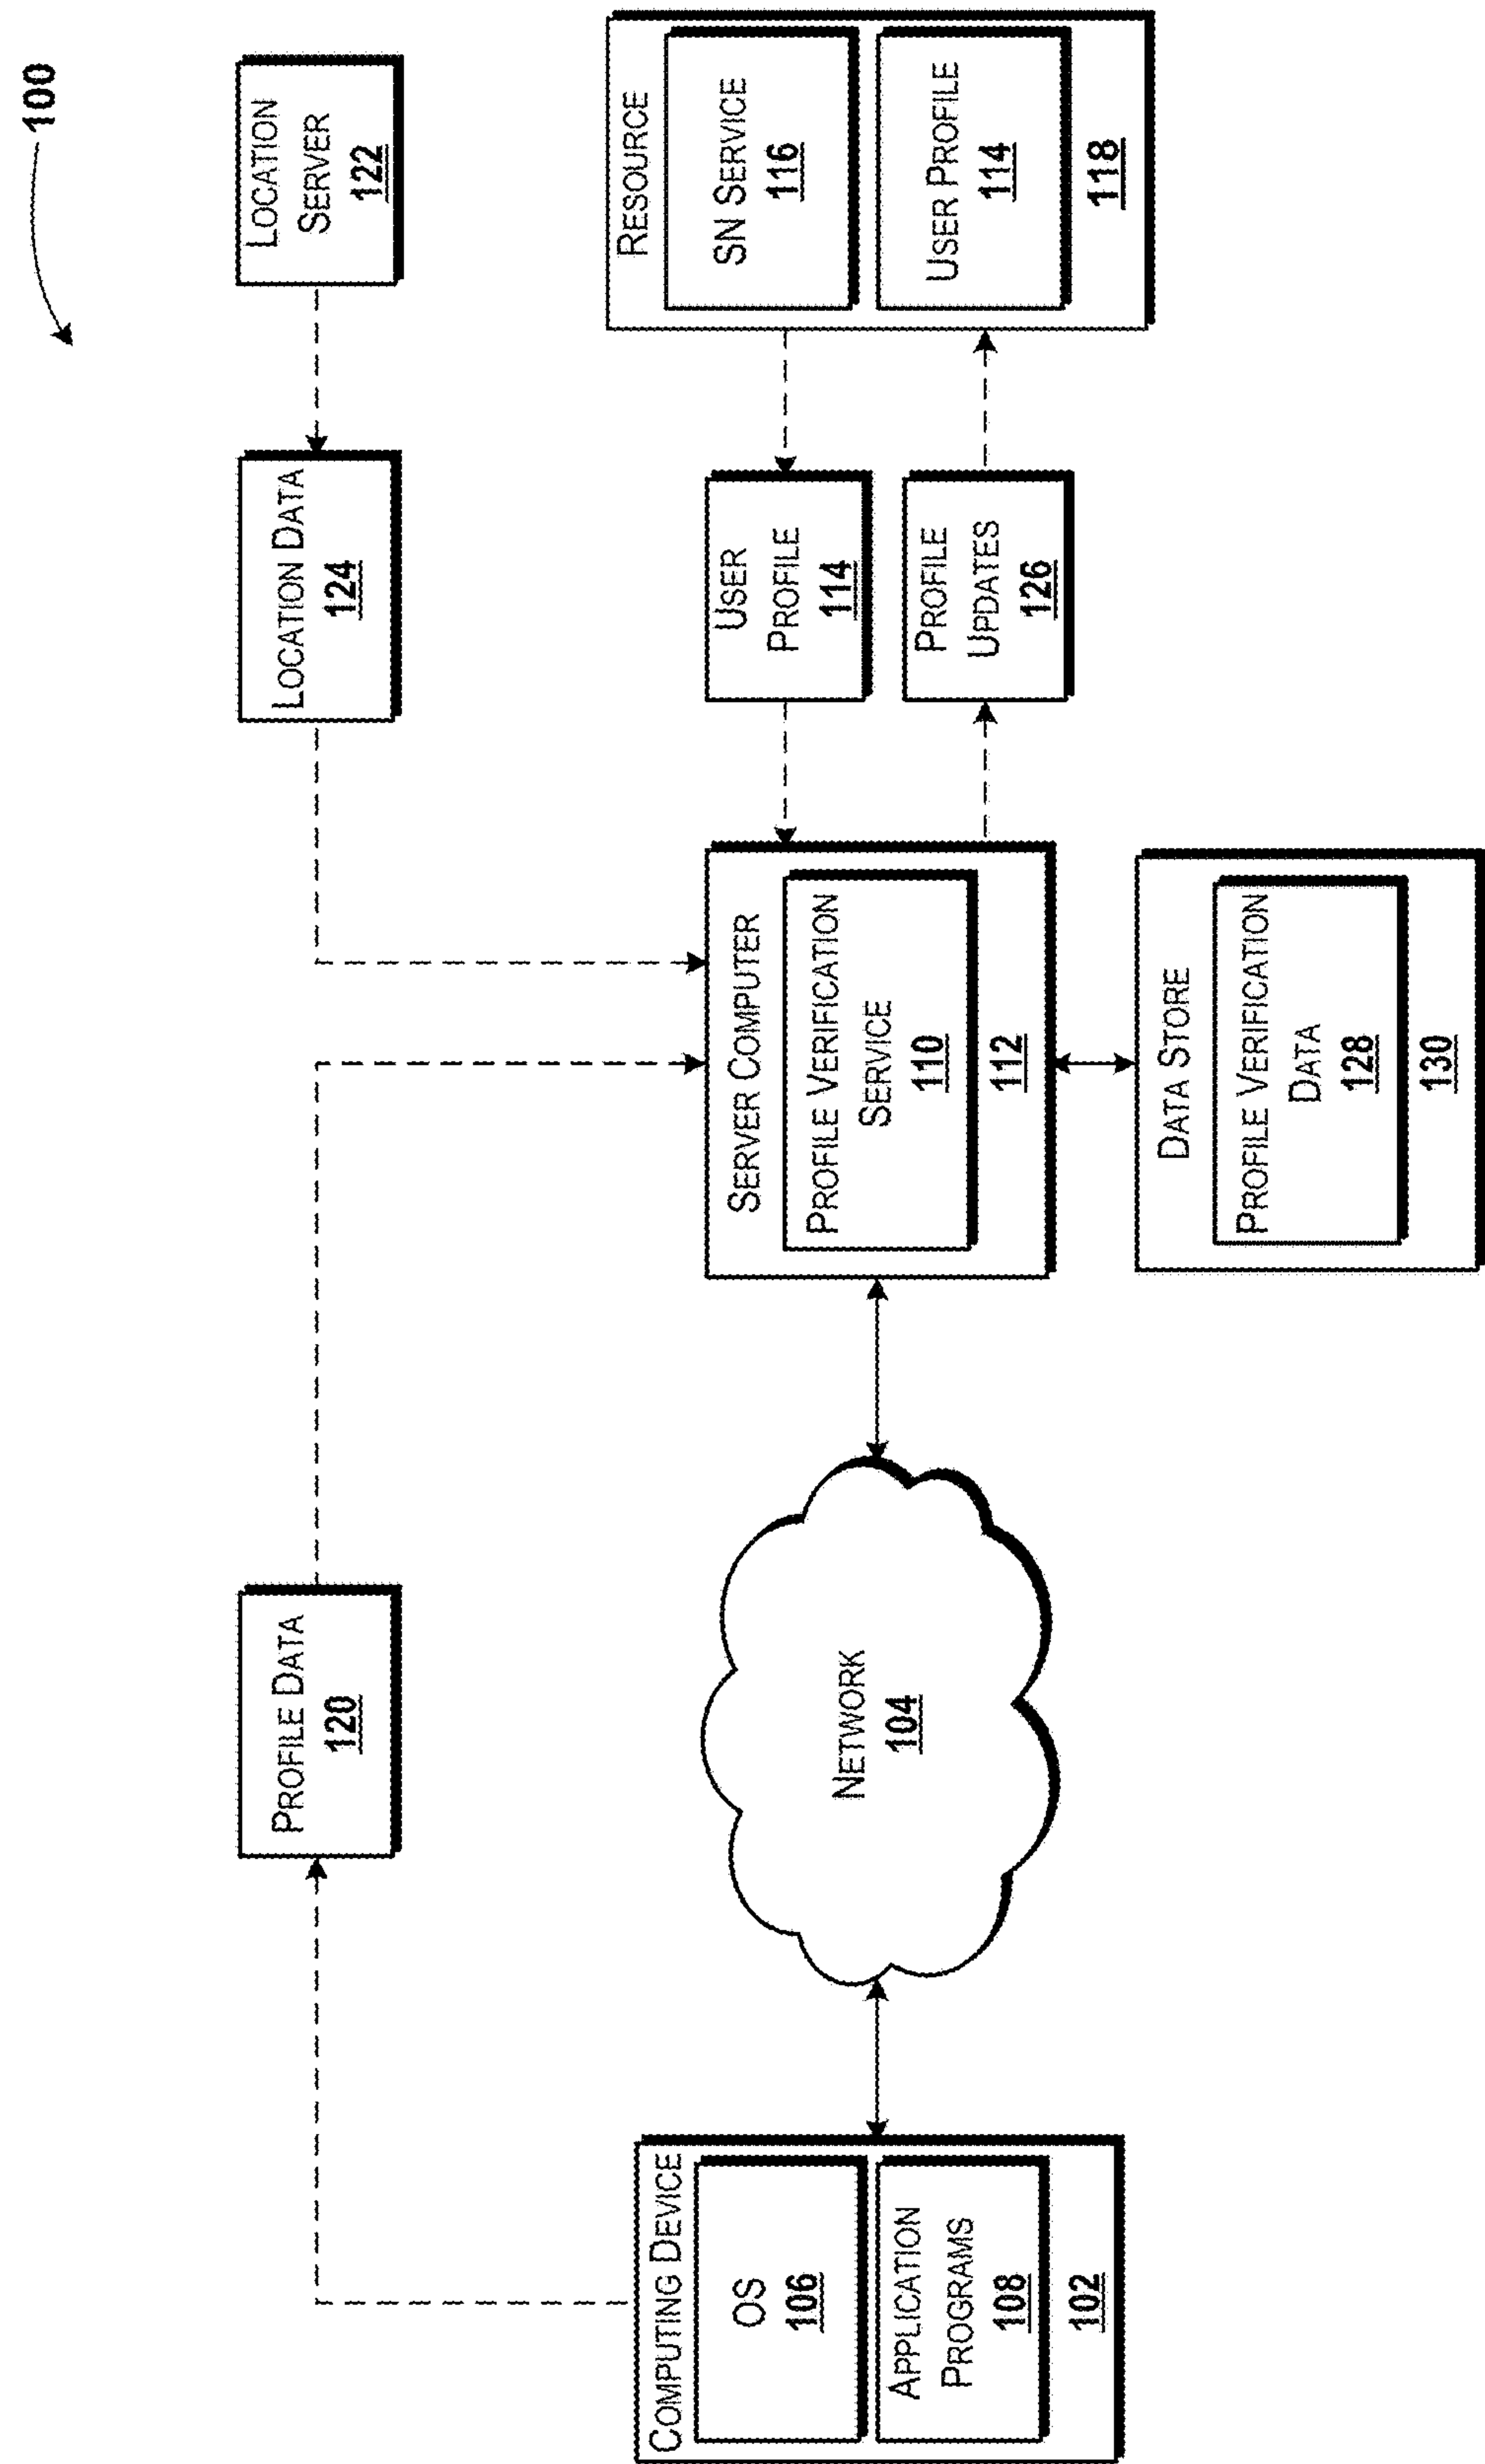 100
LOCATION
SERVER
122
LOCATION DATA
124
PROFILE DATA
120
COMPUTING DEVICE
OS
106
APPLICATION
PROGRAMS
108
102
NETWORK
104
SERVER COMPUTER
PROFILE VERIFICATION
SERVICE
110
112
DATA STORE
PROFILE VERIFICATION
DATA
128
130
USER
PROFILE
114
PROFILE
UPDATES
126
RESOURCE
SN SERVICE
116
USER PROFILE
114
118